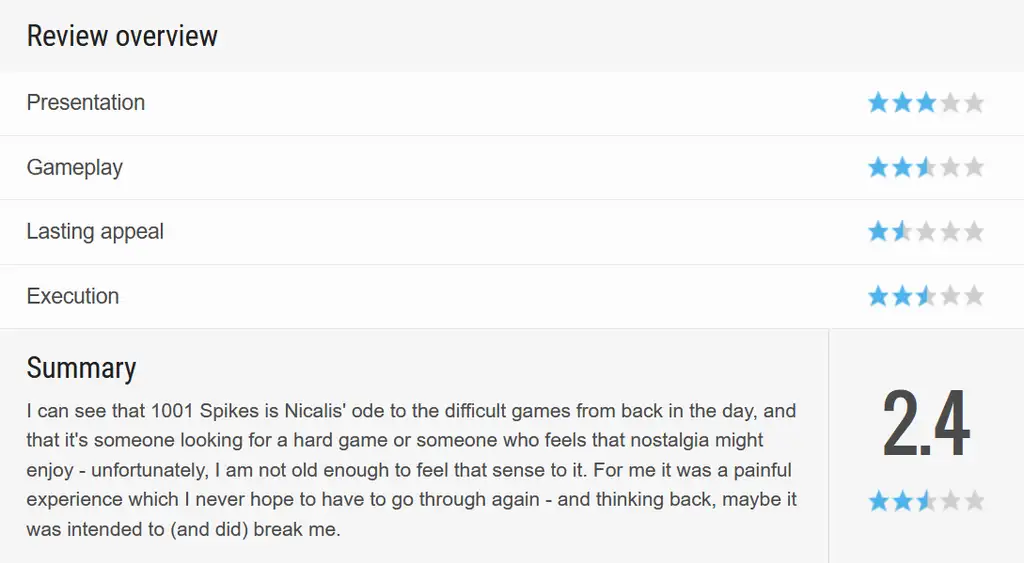 Review overview
Presentation
Gameplay
Lasting appeal
Execution
Summary
I can see that 1001 Spikes is Nicalis' ode to the difficult games from back in the day, and
that it's someone looking for a hard game or someone who feels that nostalgia might
enjoy - unfortunately, I am not old enough to feel that sense to it. For me it was a painful
experience which I never hope to have to go through again - and thinking back, maybe it
was intended to (and did) break me.
2.4